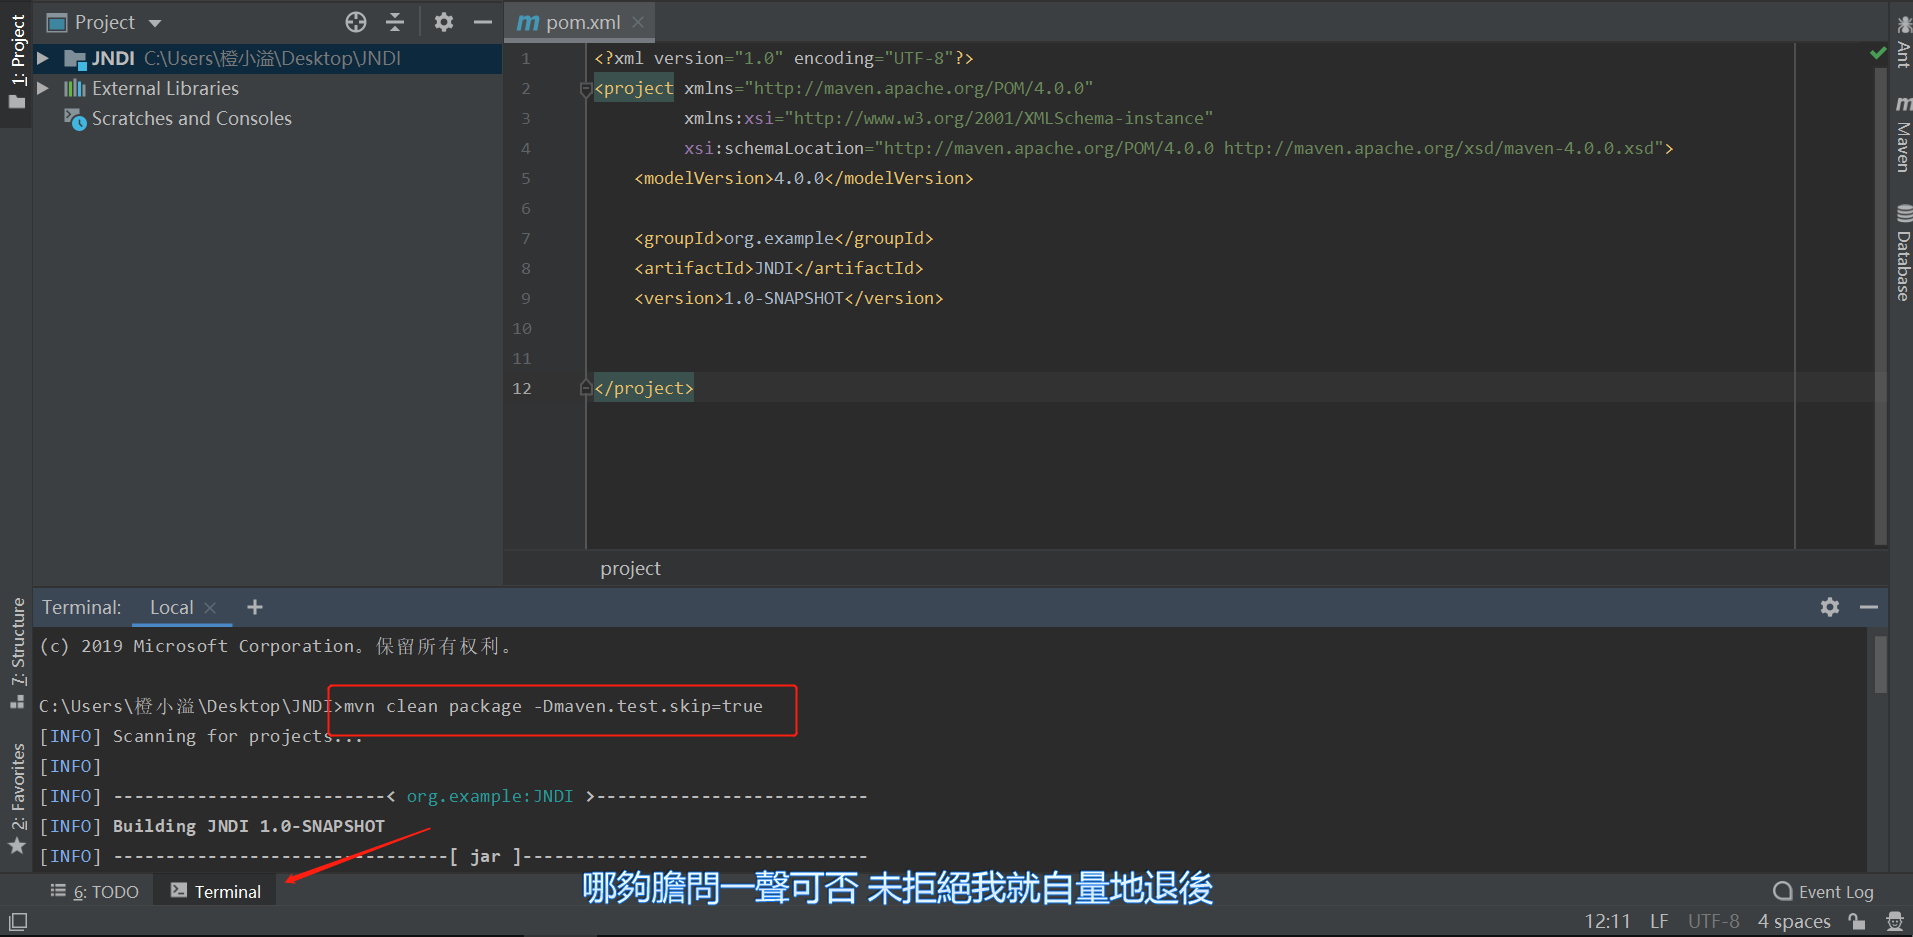 Project
pom.xml
1: Project
JNDI C:\Users\橙小溢\Desktop\JNDI
External Libraries
Scratches and Consoles
1 <?xml version="1.0" encoding="UTF-8"?>
2 <project xmlns="http://maven.apache.org/POM/4.0.0"
3 xmlns:xsi="http://www.w3.org/2001/XMLSchema-instance"
4 xsi:schemaLocation="http://maven.apache.org/POM/4.0.0 http://maven.apache.org/xsd/maven-4.0.0.xsd">
5 <modelVersion>4.0.0</modelVersion>
6
7 <groupId>org.example</groupId>
8 <artifactId>JNDI</artifactId>
9 <version>1.0-SNAPSHOT</version>
10
11
12 </project>
project
Ant
Maven
Database
Terminal: Local
7: Structure
2: Favorites
(c) 2019 Microsoft Corporation。保留所有权利。
C:\Users\橙小溢\Desktop\JNDI>mvn clean package -Dmaven.test.skip=true
[INFO] Scanning for projects...
[INFO]
[INFO] --------------------------< org.example:JNDI >--------------------------
[INFO] Building JNDI 1.0-SNAPSHOT
[INFO] --------------------------------[ jar ]---------------------------------
6: TODO Terminal
哪夠膽問一聲可否 未拒絕我就自量地退後
Event Log
12:11 LF UTF-8 4 spaces